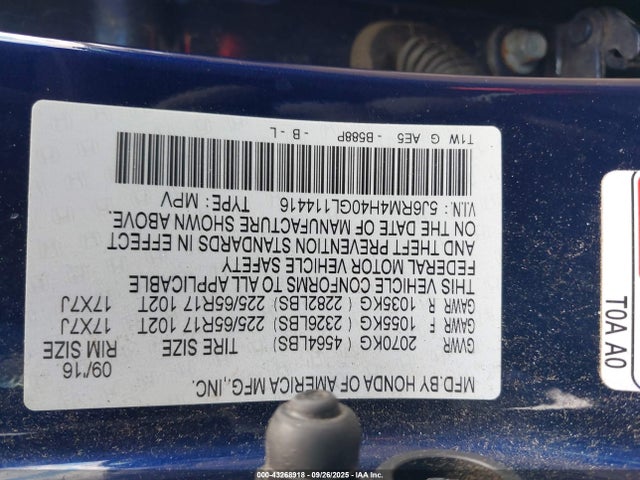 MFD.BY HONDA OF AMERICA MFG.,INC. 09/16
GVWR 2070KG ( 4564LBS) TIRE SIZE RIM SIZE
GAWR F 1055KG ( 2326LBS) 225/65R17 102T 17X7J
GAWR R 1035KG ( 2282LBS) 225/65R17 102T 17X7J
THIS VEHICLE CONFORMS TO ALL APPLICABLE
FEDERAL MOTOR VEHICLE SAFETY
AND THEFT PREVENTION STANDARDS IN EFFECT
ON THE DATE OF MANUFACTURE SHOWN ABOVE.
V.I.N.: 5J6RM4H40GL114416 TYPE: MPV
T1W G AE5 -B588P -B-L
T0A A0
000-43268918 | 09/26/2025 | IAA Inc.